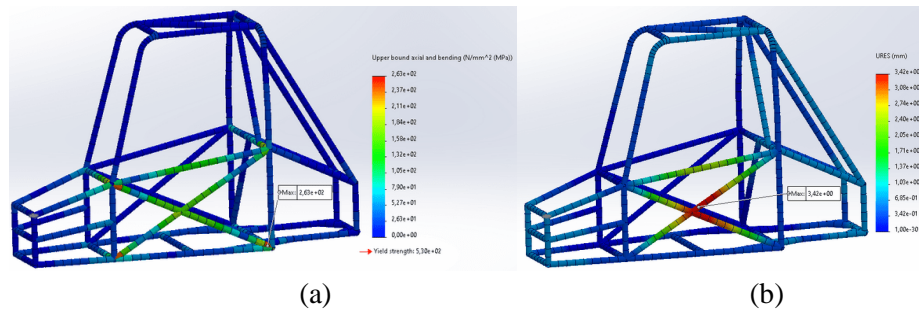 Upper bound axial and bending (N/mm^2 (MPa))
2,63e+02
2,37e+02
2,11e+02
1,84e+02
1,58e+02
1,32e+02
1,05e+02
7,90e+01
5,27e+01
2,63e+01
0,00e+00
Yield strength: 5,30e+02
Max: 2,63e+02
(a)
URES (mm)
3,42e+00
3,08e+00
2,74e+00
2,39e+00
2,05e+00
1,71e+00
1,37e+00
1,03e+00
6,85e-01
3,42e-01
1,00e-30
Max: 3,42e+00
(b)